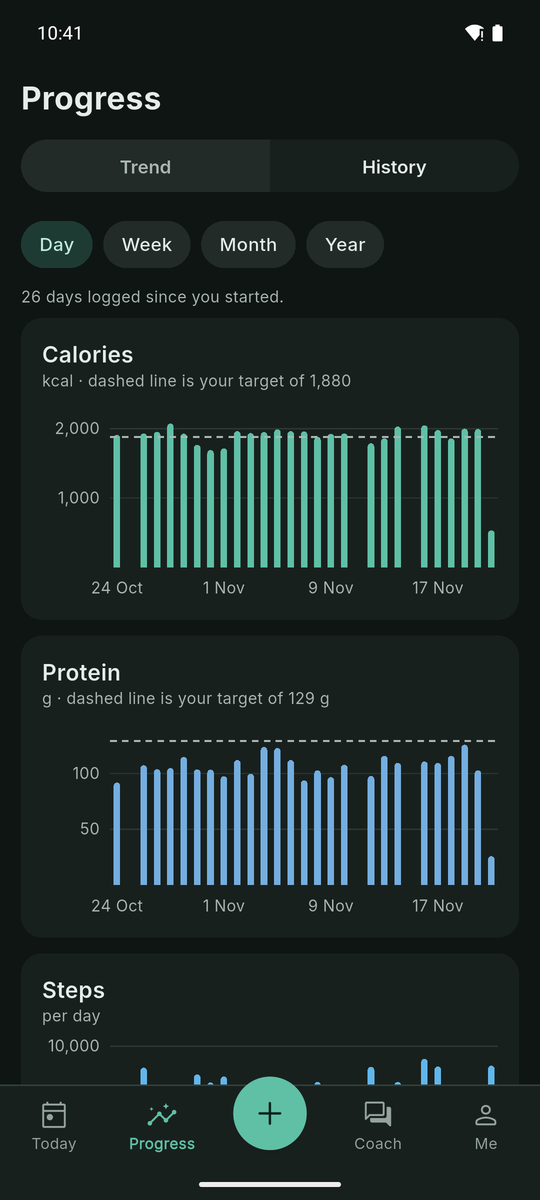 10:41
Progress
Trend
History
Day
Week
Month
Year
26 days logged since you started.
Calories
kcal · dashed line is your target of 1,880
2,000
1,000
24 Oct
1 Nov
9 Nov
17 Nov
Protein
g · dashed line is your target of 129 g
100
50
24 Oct
1 Nov
9 Nov
17 Nov
Steps
per day
10,000
Today
Progress
Coach
Me